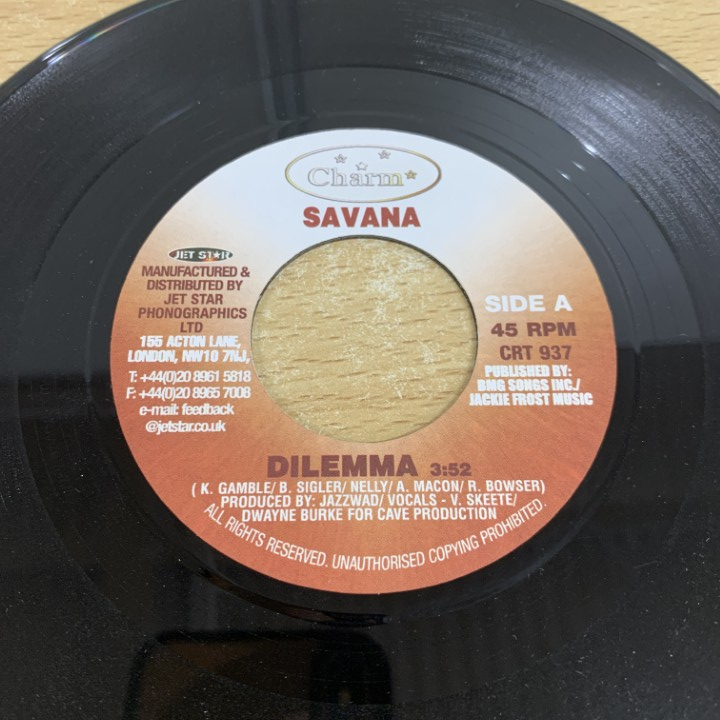 Charm
SAVANA
JET STAR
MANUFACTURED &
DISTRIBUTED BY
JET STAR
PHONOGRAPHICS
LTD
155 ACTON LANE,
LONDON, NW10 7NJ,
T: +44(0)20 8961 5818
F: +44(0)20 8965 7008
e-mail: feedback
@jetstar.co.uk
SIDE A
45 RPM
CRT 937
PUBLISHED BY:
BMG SONGS INC./
JACKIE FROST MUSIC
DILEMMA 3:52
( K. GAMBLE/ B. SIGLER/ NELLY/ A. MACON/ R. BOWSER)
PRODUCED BY: JAZZWAD/ VOCALS - V. SKEETE/
DWAYNE BURKE FOR CAVE PRODUCTION
ALL RIGHTS RESERVED. UNAUTHORISED COPYING PROHIBITED.